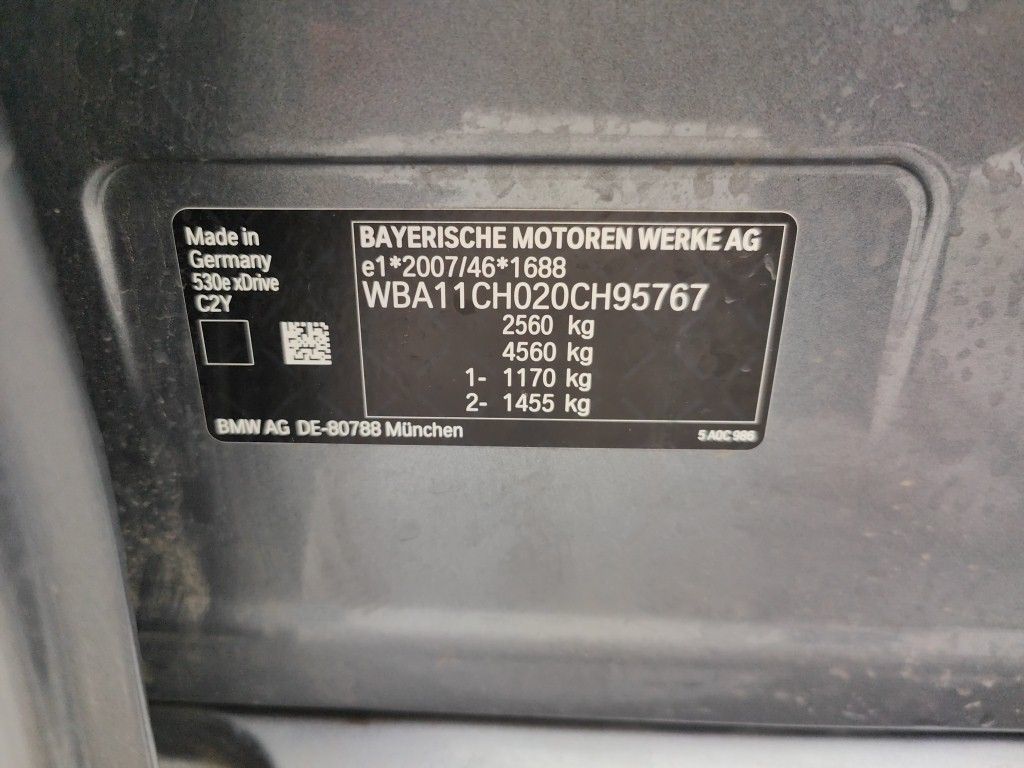 Made in
Germany
530e xDrive
C2Y
BAYERISCHE MOTOREN WERKE AG
e1*2007/46*1688
WBA11CH020CH95767
2560 kg
4560 kg
1- 1170 kg
2- 1455 kg
BMW AG DE-80788 München
5 A0C 986